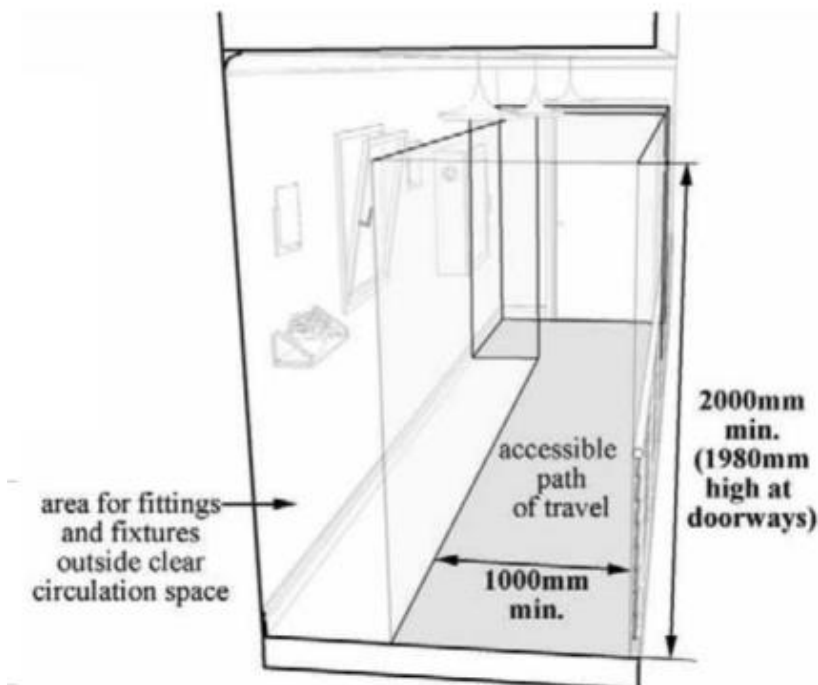 2000mm
min.
(1980mm
high at
doorways)
accessible
path
of travel
area for fittings
and fixtures
outside clear
circulation space
1000mm
min.